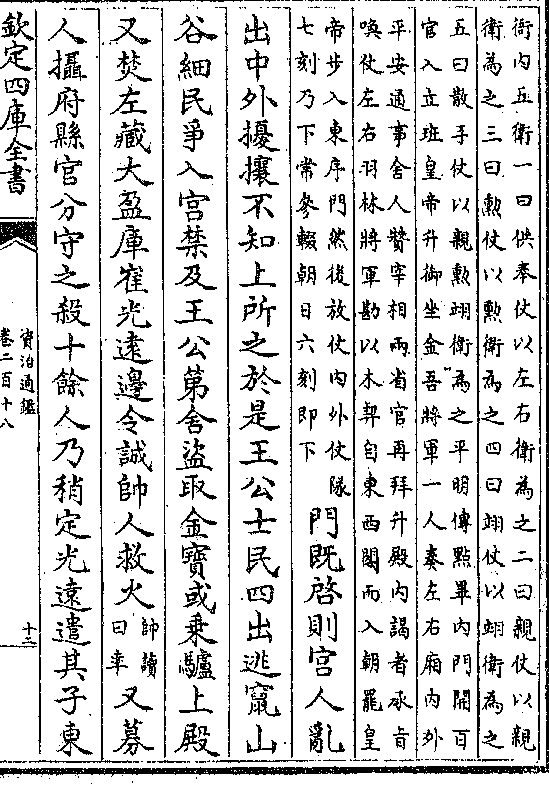 衙内五衛一曰供奉仗以左右衛為之二曰親仗以親
衛為之三曰勲仗以勲衛為之四曰翊仗以翊衛為之
五曰散子仗以親勲翊衛為之平明傳點畢内門開百
官入立班皇帝升御坐金吾將軍一人奏左右廂内外
平安通事舍人贊宰相兩省官再拜升殿内謁者承旨
喚仗左右羽林將軍勘以木契自東西閤而入朝罷皇
帝步入東序門然後放仗内外仗隊
七刻乃下常參輟朝日六刻即下
門既啓則宫人亂
出中外擾攘不知上所之於是王公士民四出逃竄山
谷細民爭入宫禁及王公第舍盜取金寶或乘驢上殿
又焚左藏大盈庫崔光逺邊令誠帥人救火
帥讀
曰率
又募
人攝府縣官分守之殺十餘人乃稍定光逺遣其子東
欽定四庫全書
資治通鑑
卷二百十八
十二